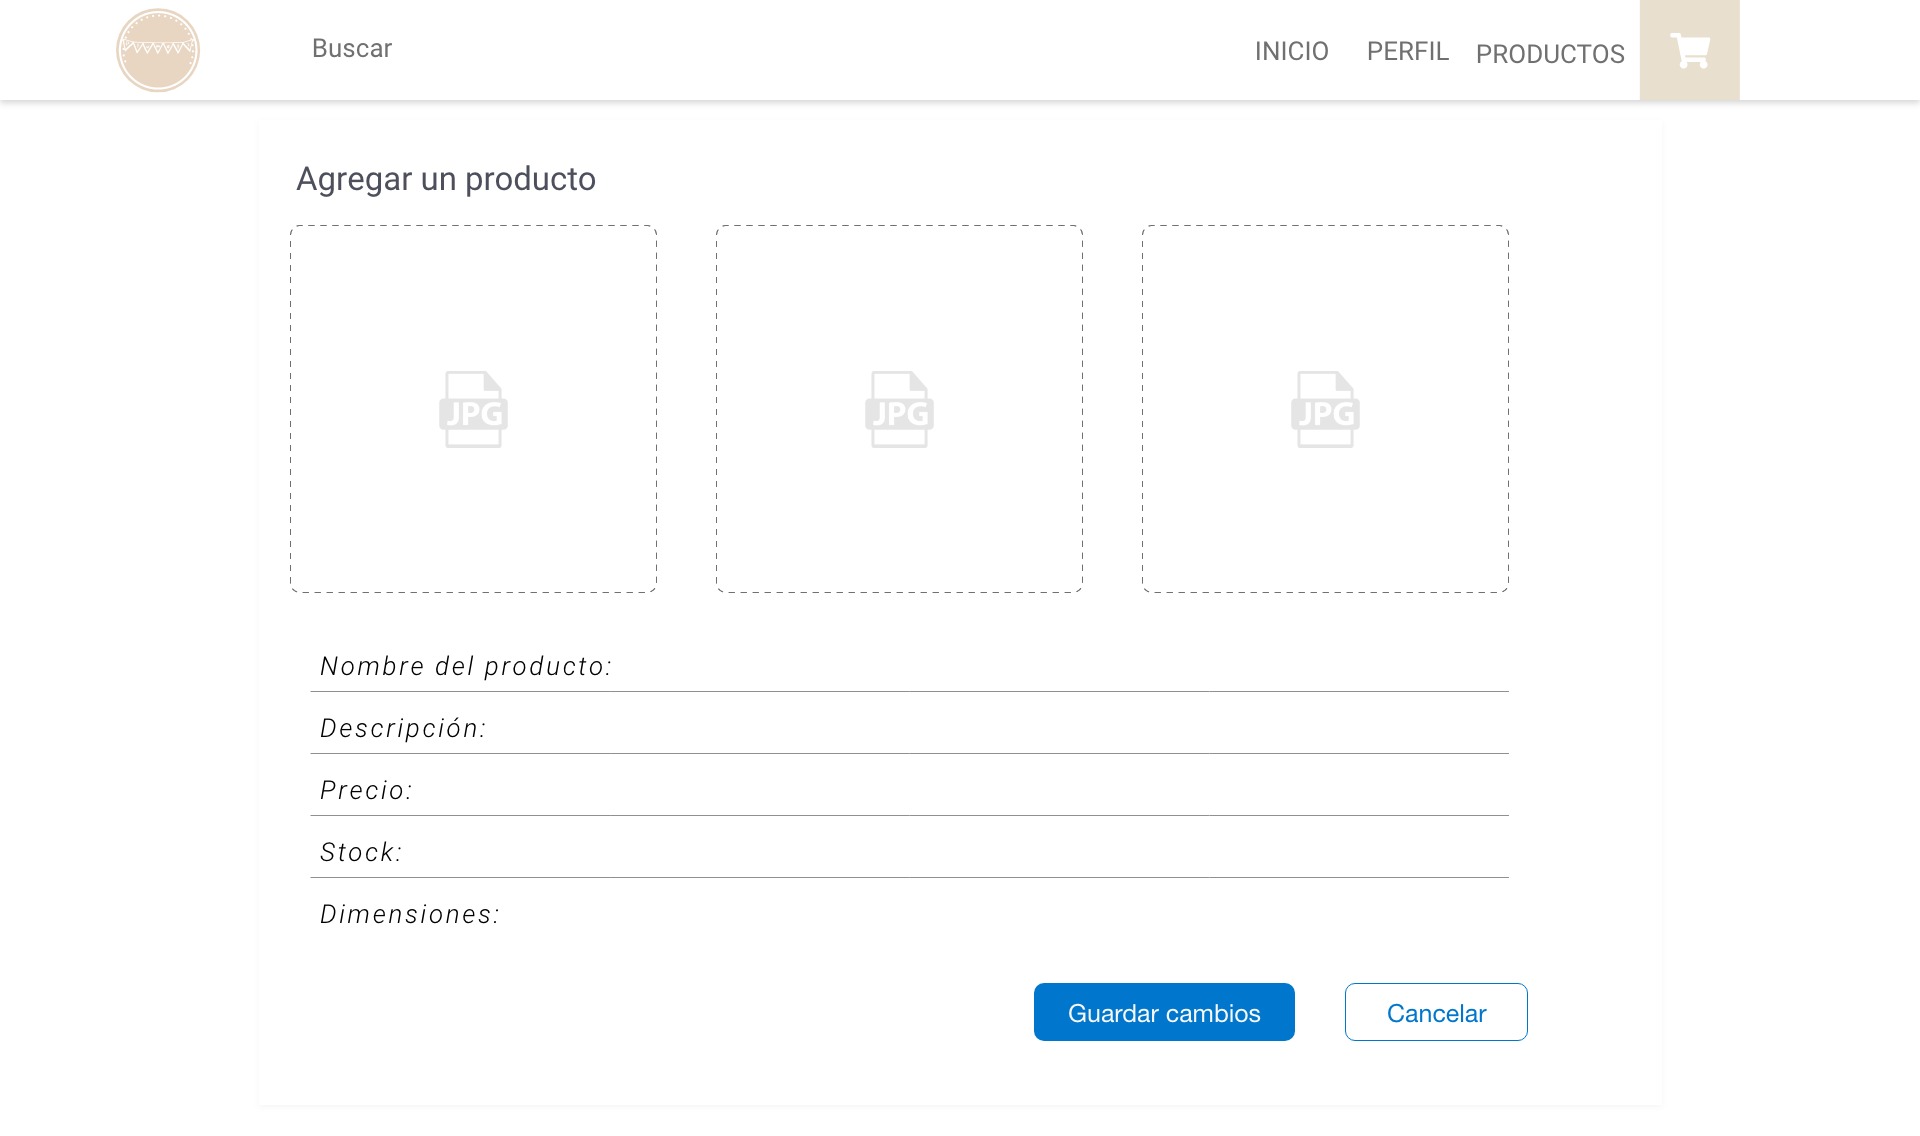 Buscar
INICIO PERFIL PRODUCTOS
Agregar un producto
JPG JPG JPG
Nombre del producto:
Descripción:
Precio:
Stock:
Dimensiones:
Guardar cambios Cancelar